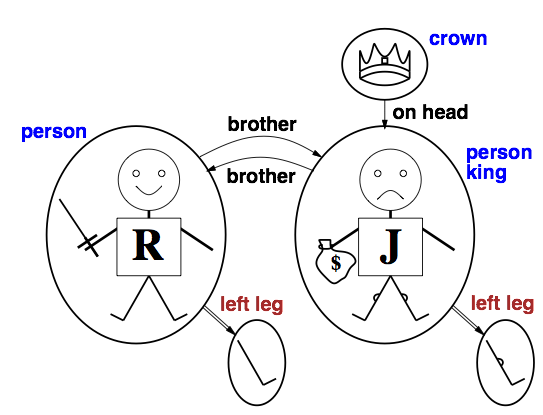 crown
on head
person
brother
brother
person
king
R
J
$
left leg
left leg